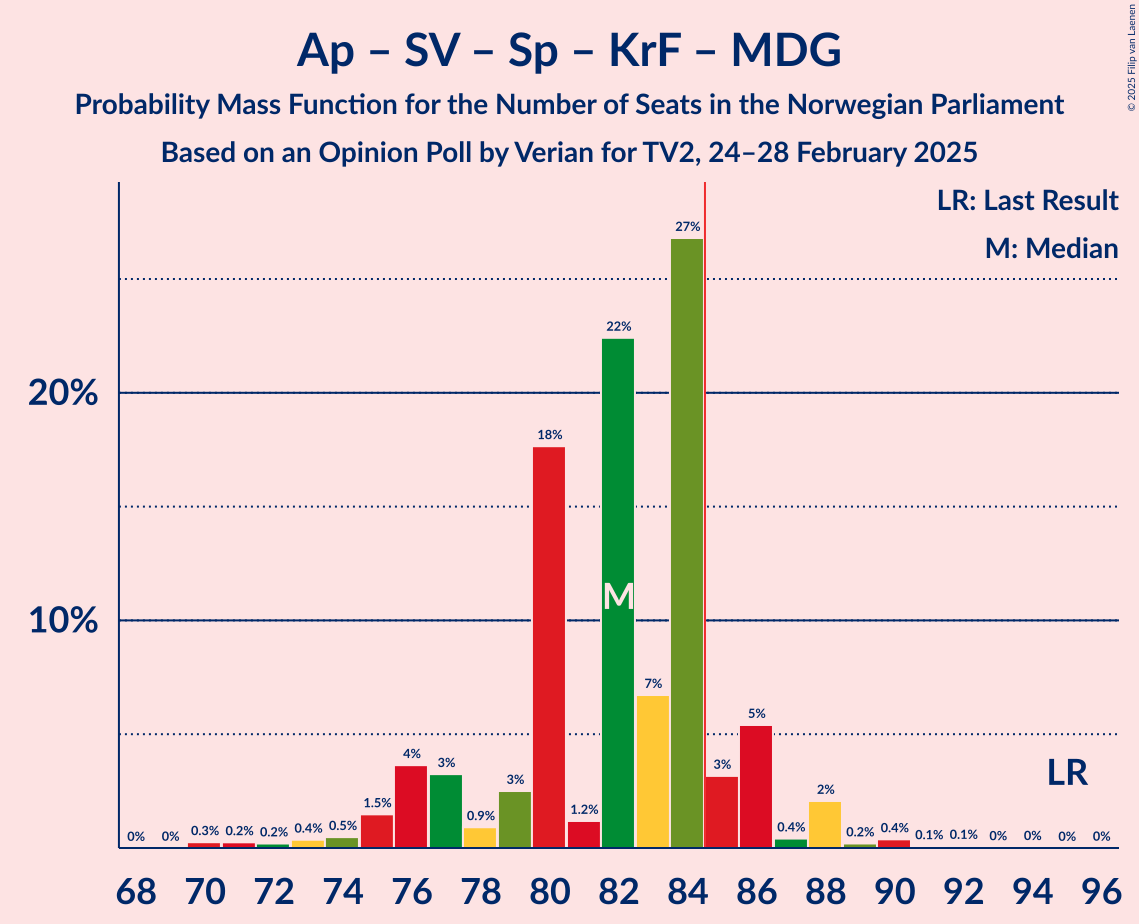 Ap – SV – Sp – KrF – MDG
Probability Mass Function for the Number of Seats in the Norwegian Parliament
Based on an Opinion Poll by Verian for TV2, 24–28 February 2025
© 2025 Filip van Laenen
LR: Last Result
M: Median
20%
10%
0% 0% 0.3% 0.2% 0.2% 0.4% 0.5% 1.5% 4% 3% 0.9% 3% 18% 1.2% 22% 7% 27% 3% 5% 0.4% 2% 0.2% 0.4% 0.1% 0.1% 0% 0% 0% 0%
M
LR
68 70 72 74 76 78 80 82 84 86 88 90 92 94 96